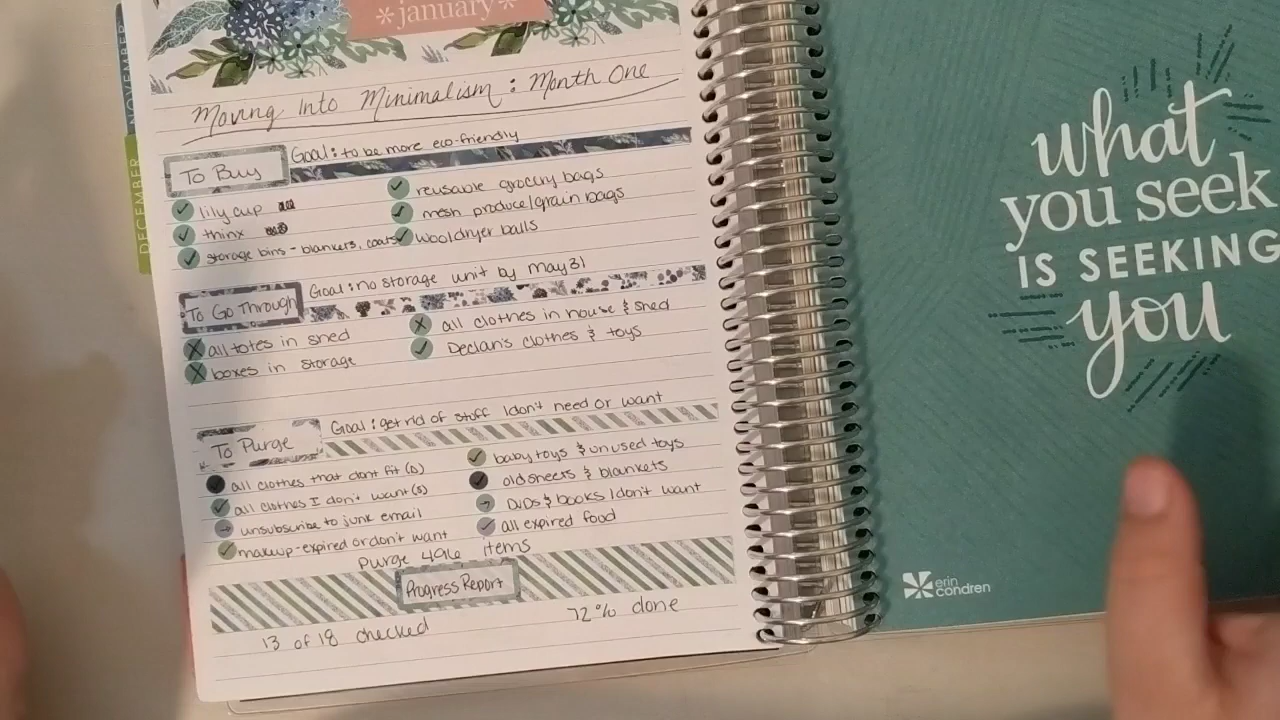 *january*
Moving Into Minimalism: Month One
To Buy
Goal: to be more eco-friendly
lily cup
thinx
storage bins - blankets, coats
reusable grocery bags
mesh produce/grain bags
wool dryer balls
To Go Through
Goal: no storage unit by may 31
all totes in shed
boxes in storage
all clothes in house & shed
Declan's clothes & toys
To Purge
Goal: get rid of stuff I don't need or want
all clothes that don't fit (D)
all clothes I don't want (S)
unsubscribe to junk email
makeup-expired or don't want
baby toys & unused toys
old sheets & blankets
DVDs & books I don't want
all expired food
purge 496 items
Progress Report
13 of 18 checked
72% done
NOVEMBER
DECEMBER
what
you seek
IS SEEKING
you
erin
condren